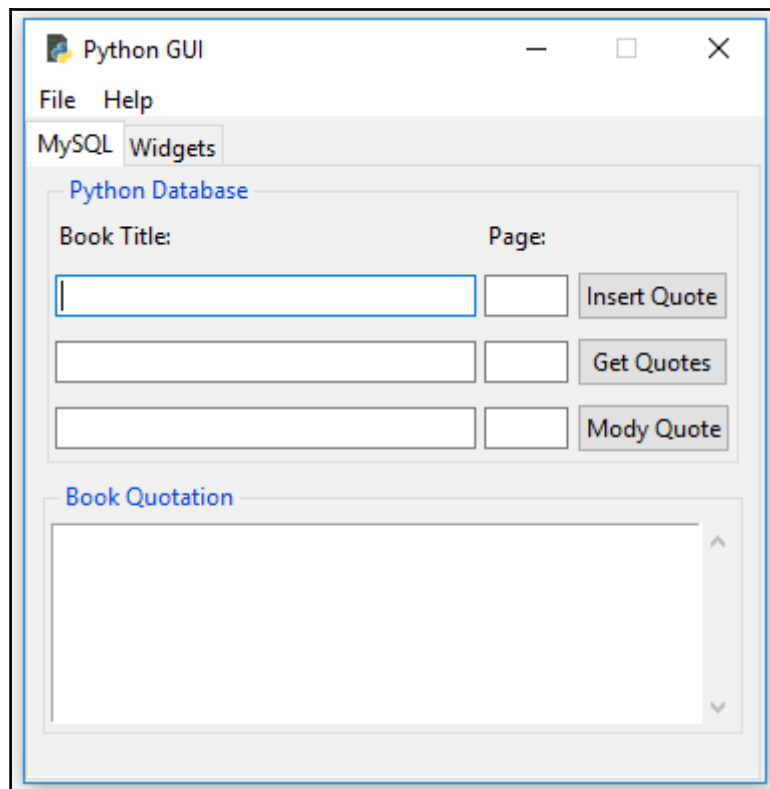 Python GUI
File Help
MySQL Widgets
Python Database
Book Title: Page:
Insert Quote
Get Quotes
Mody Quote
Book Quotation